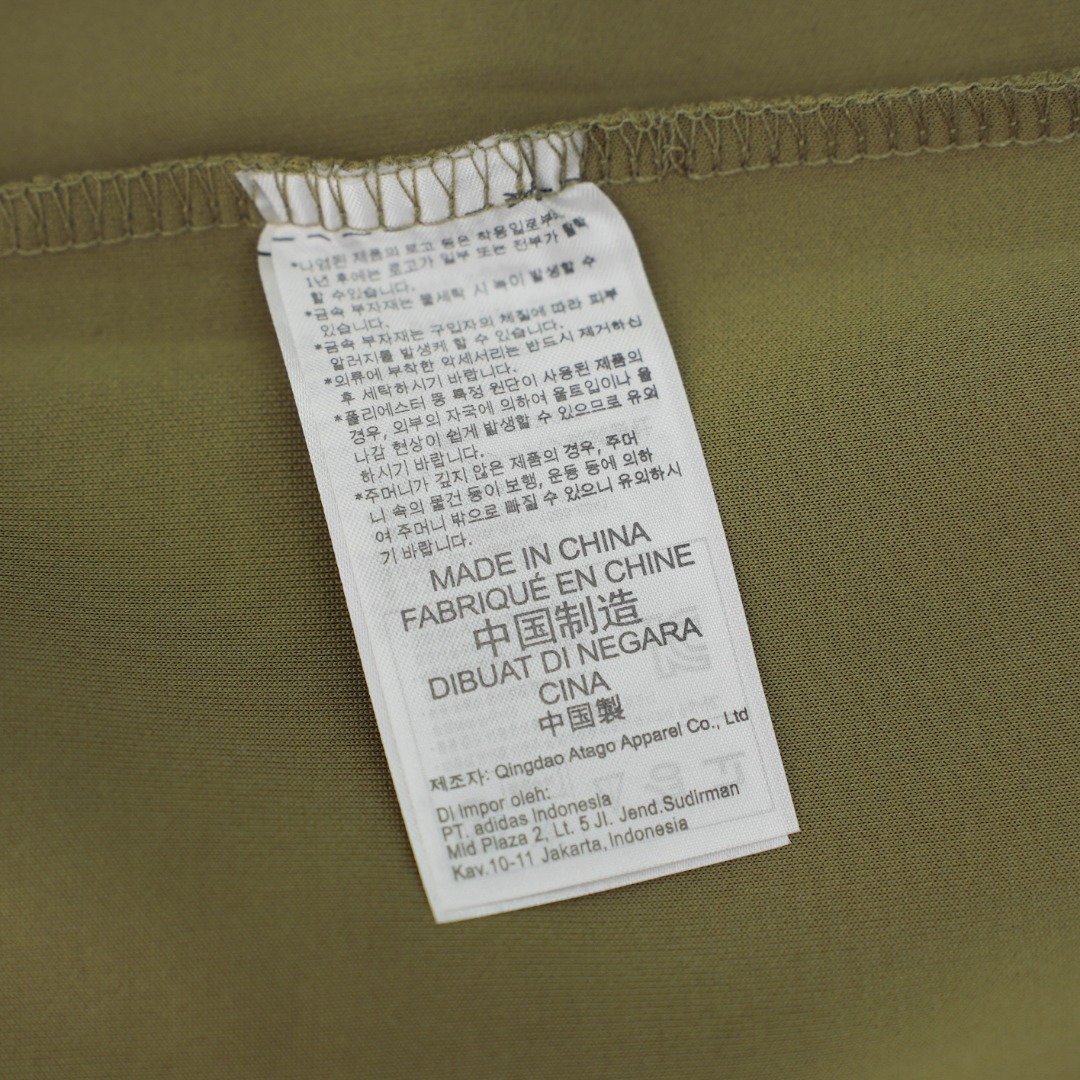 *나염된 제품의 로고 등은 착용일로부터
1년 후에는 로고가 일부 또는 전부가 탈락
할 수있습니다.
*금속 부자재는 물세탁 시 녹이 발생할 수
있습니다.
*금속 부자재는 구입자의 체질에 따라 피부
알러지를 발생케 할 수 있습니다.
*의류에 부착한 악세서리는 반드시 제거하신
후 세탁하시기 바랍니다.
*폴리에스터 등 특정 원단이 사용된 제품의
경우, 외부의 자극에 의하여 올트임이나 올
나감 현상이 쉽게 발생할 수 있으므로 유의
하시기 바랍니다.
*주머니가 깊지 않은 제품의 경우, 주머
니 속의 물건 등이 보행, 운동 등에 의하
여 주머니 밖으로 빠질 수 있으니 유의하시
기 바랍니다.
MADE IN CHINA
FABRIQUÉ EN CHINE
中国制造
DIBUAT DI NEGARA
CINA
中国製
제조자: Qingdao Atago Apparel Co., Ltd
Di Impor oleh:
PT. adidas Indonesia
Mid Plaza 2, Lt. 5 Jl. Jend.Sudirman
Kav.10-11 Jakarta, Indonesia